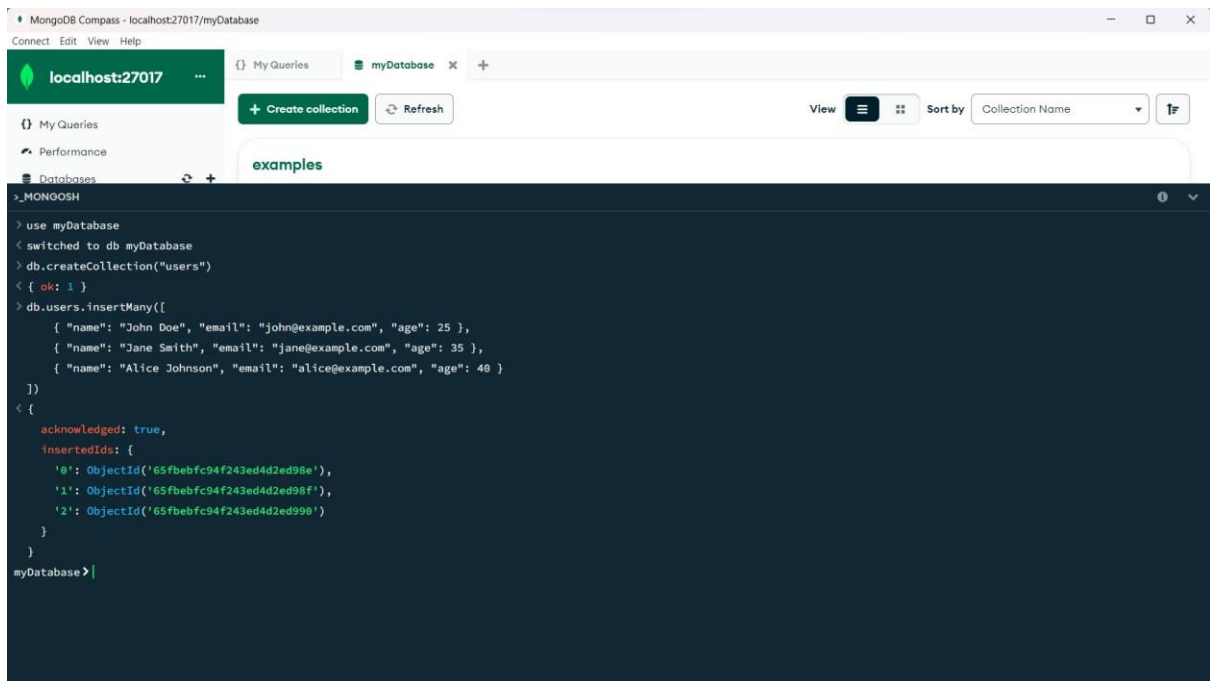 MongoDB Compass - localhost:27017/myDatabase
Connect Edit View Help
localhost:27017 ...
{} My Queries
myDatabase
+ Create collection
Refresh
View
Sort by
Collection Name
{} My Queries
Performance
Databases
examples
>_MONGOSH
> use myDatabase
< switched to db myDatabase
> db.createCollection("users")
< { ok: 1 }
> db.users.insertMany([
{ "name": "John Doe", "email": "john@example.com", "age": 25 },
{ "name": "Jane Smith", "email": "jane@example.com", "age": 35 },
{ "name": "Alice Johnson", "email": "alice@example.com", "age": 40 }
])
< {
acknowledged: true,
insertedIds: {
'0': ObjectId('65fbebfc94f243ed4d2ed98e'),
'1': ObjectId('65fbebfc94f243ed4d2ed98f'),
'2': ObjectId('65fbebfc94f243ed4d2ed990')
}
}
myDatabase>